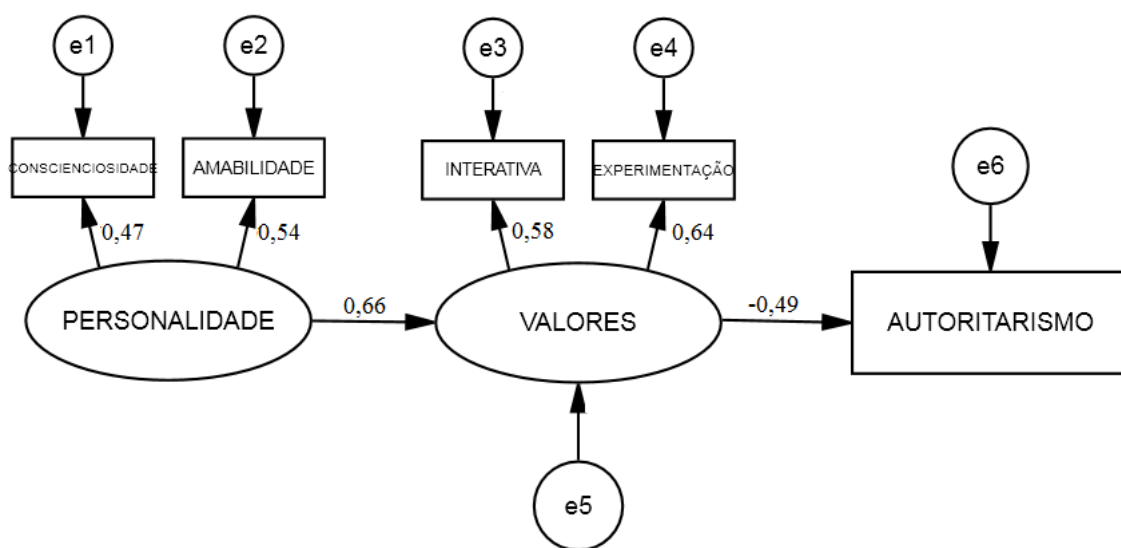 e1
e2
e3
e4
CONSCIENCIOSIDADE
AMABILIDADE
INTERATIVA
EXPERIMENTAÇÃO
e6
0,47
0,54
0,58
0,64
PERSONALIDADE
0,66
VALORES
-0,49
AUTORITARISMO
e5